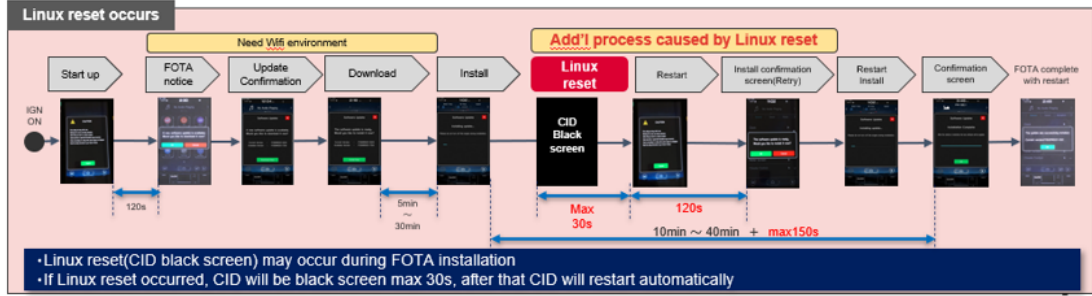 Linux reset occurs
Need Wifi environment
Add'l process caused by Linux reset
Start up
FOTA
notice
Update
Confirmation
Download
Install
Linux
reset
Restart
Install confirmation
screen(Retry)
Restart
Install
Confirmation
screen
FOTA complete
with restart
IGN
ON
CID
Black
screen
120s
5min
～
30min
Max
30s
120s
10min ～ 40min + max150s
•Linux reset(CID black screen) may occur during FOTA installation
•If Linux reset occurred, CID will be black screen max 30s, after that CID will restart automatically